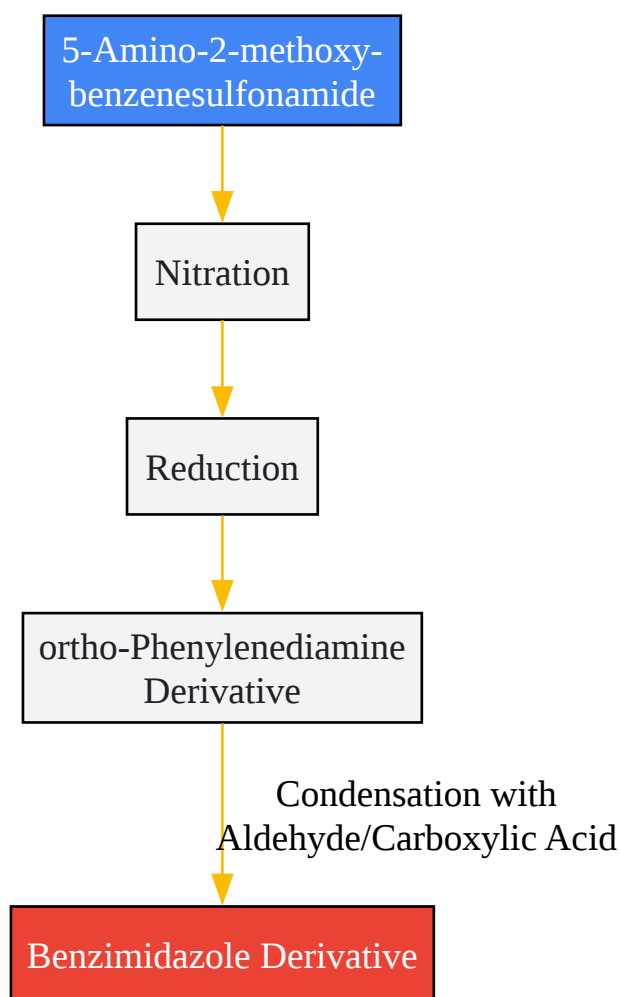 5-Amino-2-methoxy-
benzenesulfonamide
Nitration
Reduction
ortho-Phenylenediamine
Derivative
Condensation with
Aldehyde/Carboxylic Acid
Benzimidazole Derivative